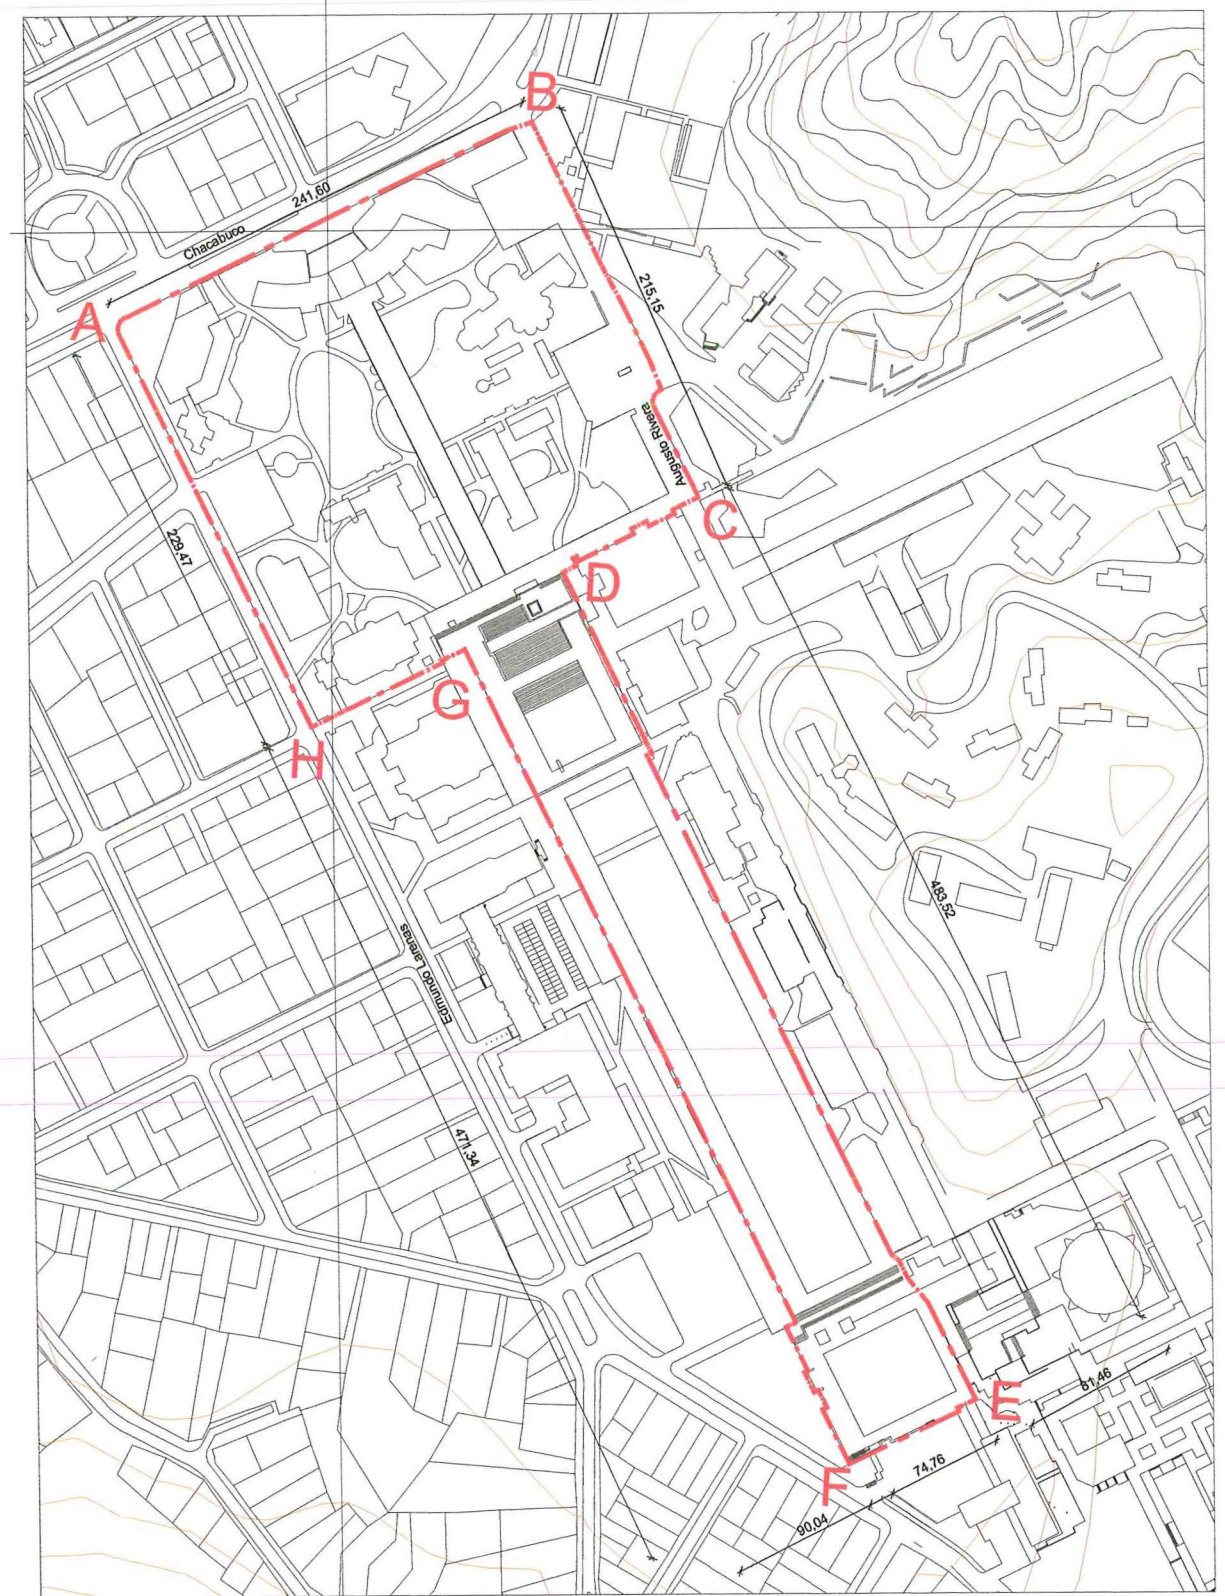 B
241,60
Chacabuco
A
215,15
Augusto Rivera
C
229,47
D
G
H
483,52
Edmundo Larenas
471,34
E
81,46
F
74,76
90,04